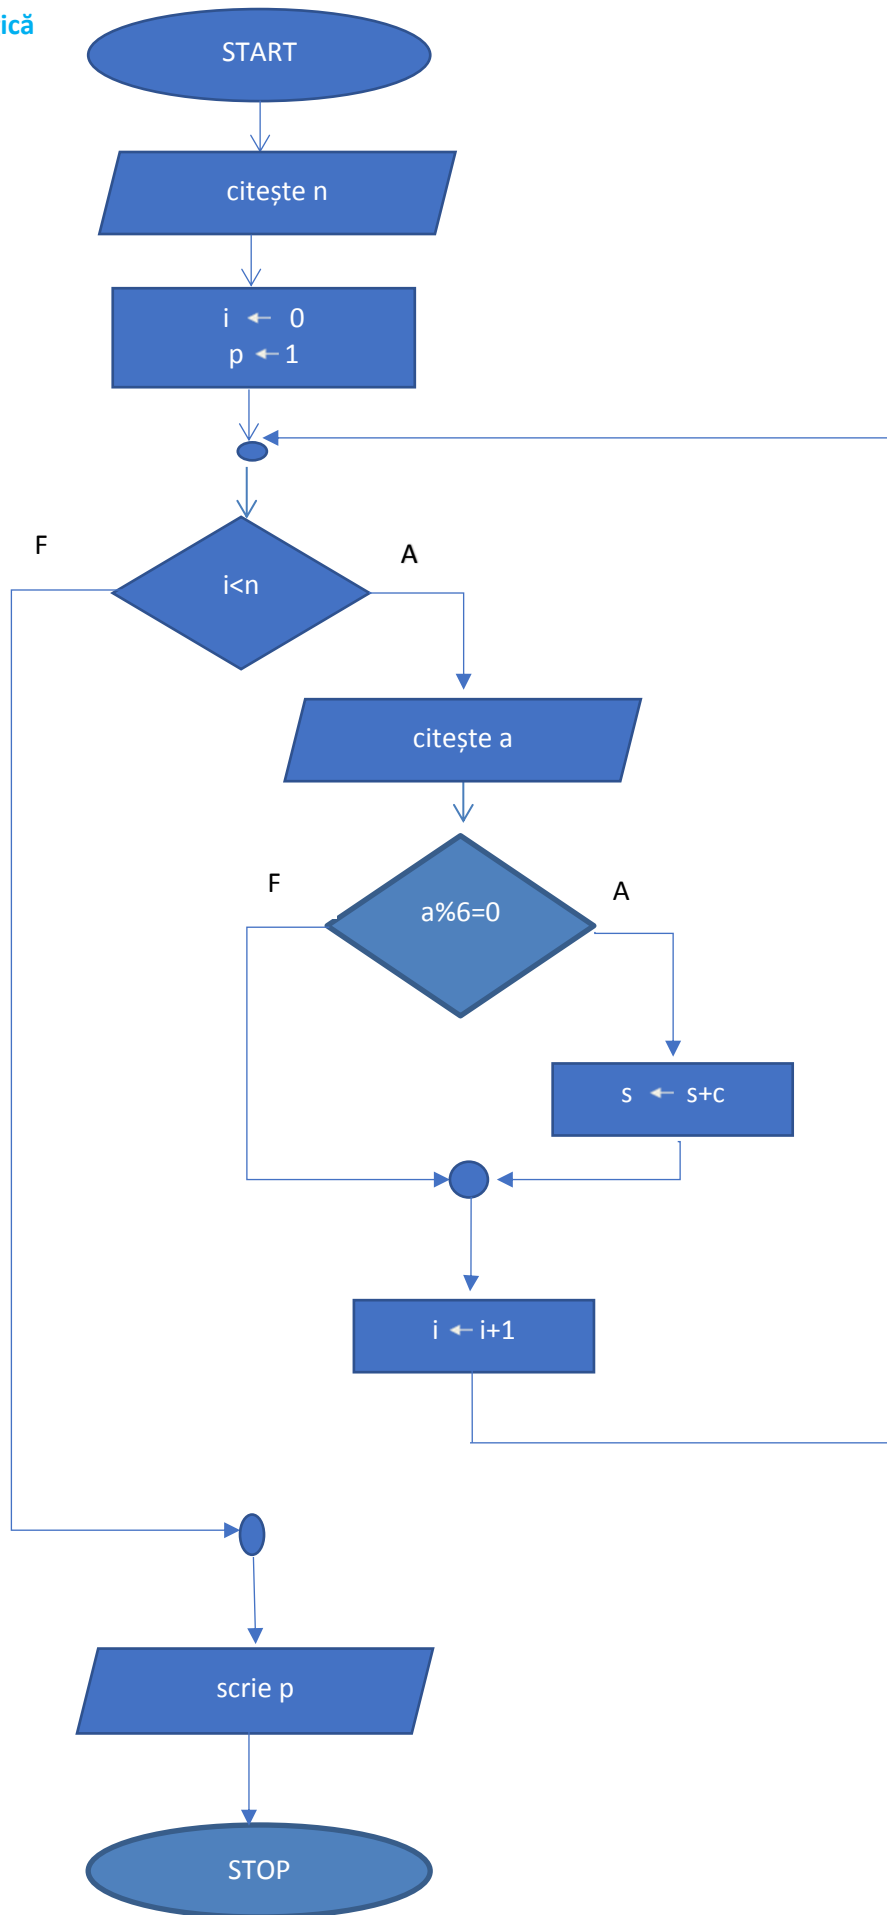 ică
START
citește n
i ← 0
p ← 1
F
A
i<n
citește a
F
A
a%6=0
s ← s+c
i ← i+1
scrie p
STOP